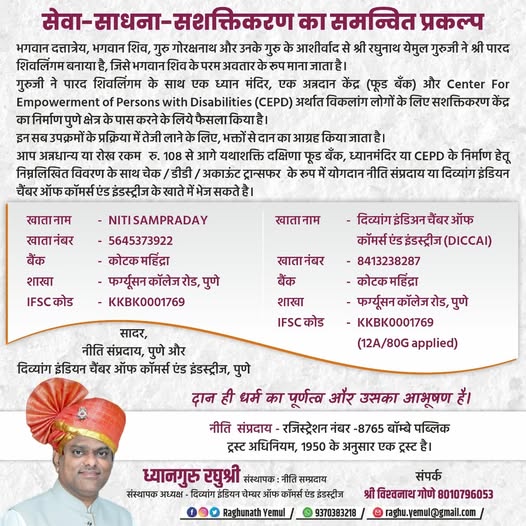 सेवा-साधना-सशक्तिकरण का समन्वित प्रकल्प
भगवान दत्तात्रेय, भगवान शिव, गुरु गोरक्षनाथ और उनके गुरु के आशीर्वाद से श्री रघुनाथ येमुल गुरुजी ने श्री पारद
शिवलिंगम बनाया है, जिसे भगवान शिव के परम अवतार के रूप माना जाता है।
गुरुजी ने पारद शिवलिंगम के साथ एक ध्यान मंदिर, एक अन्नदान केंद्र (फूड बँक) और Center For
Empowerment of Persons with Disabilities (CEPD) अर्थात विकलांग लोगों के लिए सशक्तिकरण केंद्र
का निर्माण पुणे क्षेत्र के पास करने के लिये फैसला किया है।
इन सब उपक्रमों के प्रक्रिया में तेजी लाने के लिए, भक्तों से दान का आग्रह किया जाता है।
आप अन्नधान्य या रोख रकम रु. 108 से आगे यथाशक्ति दक्षिणा फूड बँक, ध्यानमंदिर या CEPD के निर्माण हेतु
निम्नलिखित विवरण के साथ चेक / डीडी / अकाऊंट ट्रान्सफर के रूप में योगदान नीति संप्रदाय या दिव्यांग इंडियन
चैंबर ऑफ कॉमर्स एंड इंडस्ट्रीज के खाते में भेज सकते है।
खाता नाम - NITI SAMPRADAY
खाता नंबर - 5645373922
बैंक - कोटक महिंद्रा
शाखा - फर्ग्यूसन कॉलेज रोड, पुणे
IFSC कोड - KKBK0001769
खाता नाम - दिव्यांग इंडिअन चैंबर ऑफ
कॉमर्स एंड इंडस्ट्रीज (DICCAI)
खाता नंबर - 8413238287
बैंक - कोटक महिंद्रा
शाखा - फर्ग्यूसन कॉलेज रोड, पुणे
IFSC कोड - KKBK0001769
(12A/80G applied)
सादर,
नीति संप्रदाय, पुणे और
दिव्यांग इंडियन चैंबर ऑफ कॉमर्स एंड इंडस्ट्रीज, पुणे
दान ही धर्म का पूर्णत्व और उसका आभूषण है।
नीति संप्रदाय - रजिस्ट्रेशन नंबर -8765 बॉम्बे पब्लिक
ट्रस्ट अधिनियम, 1950 के अनुसार एक ट्रस्ट है।
ध्यानगुरु रघुश्री संस्थापक : नीति सम्प्रदाय
संस्थापक अध्यक्ष - दिव्यांग इंडियन चेम्बर ऑफ कॉमर्स एंड इंडस्ट्रीज
संपर्क
श्री विश्वनाथ गोणे 8010796053
Raghunath Yemul / 9370383218 / raghu.yemul@gmail.com